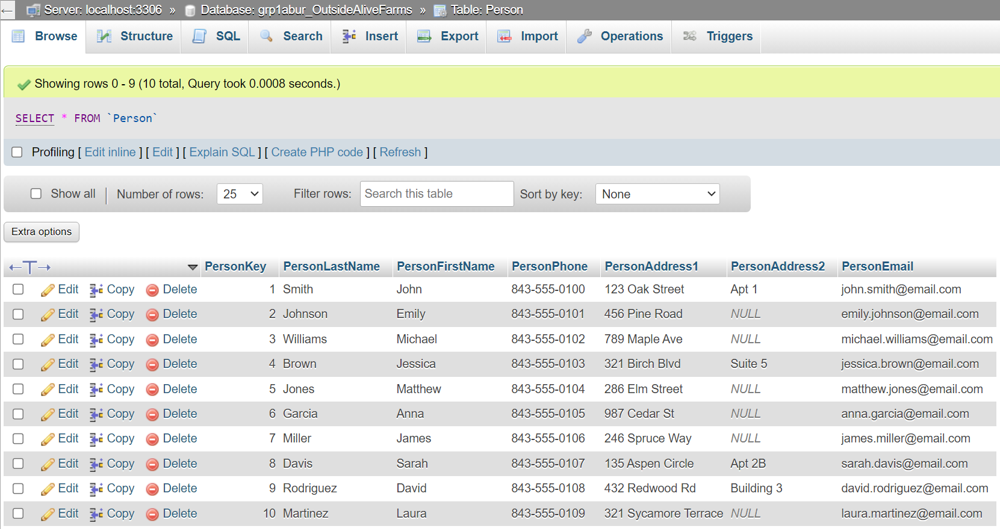 ← Server: localhost:3306 » Database: grp1abur_OutsideAliveFarms » Table: Person
Browse Structure SQL Search Insert Export Import Operations Triggers
Showing rows 0 - 9 (10 total, Query took 0.0008 seconds.)
SELECT * FROM `Person`
Profiling [ Edit inline ] [ Edit ] [ Explain SQL ] [ Create PHP code ] [ Refresh ]
Show all | Number of rows: 25 Filter rows: Search this table Sort by key: None
Extra options
←T→ PersonKey PersonLastName PersonFirstName PersonPhone PersonAddress1 PersonAddress2 PersonEmail
Edit Copy Delete 1 Smith John 843-555-0100 123 Oak Street Apt 1 john.smith@email.com
Edit Copy Delete 2 Johnson Emily 843-555-0101 456 Pine Road NULL emily.johnson@email.com
Edit Copy Delete 3 Williams Michael 843-555-0102 789 Maple Ave NULL michael.williams@email.com
Edit Copy Delete 4 Brown Jessica 843-555-0103 321 Birch Blvd Suite 5 jessica.brown@email.com
Edit Copy Delete 5 Jones Matthew 843-555-0104 286 Elm Street NULL matthew.jones@email.com
Edit Copy Delete 6 Garcia Anna 843-555-0105 987 Cedar St NULL anna.garcia@email.com
Edit Copy Delete 7 Miller James 843-555-0106 246 Spruce Way NULL james.miller@email.com
Edit Copy Delete 8 Davis Sarah 843-555-0107 135 Aspen Circle Apt 2B sarah.davis@email.com
Edit Copy Delete 9 Rodriguez David 843-555-0108 432 Redwood Rd Building 3 david.rodriguez@email.com
Edit Copy Delete 10 Martinez Laura 843-555-0109 321 Sycamore Terrace NULL laura.martinez@email.com